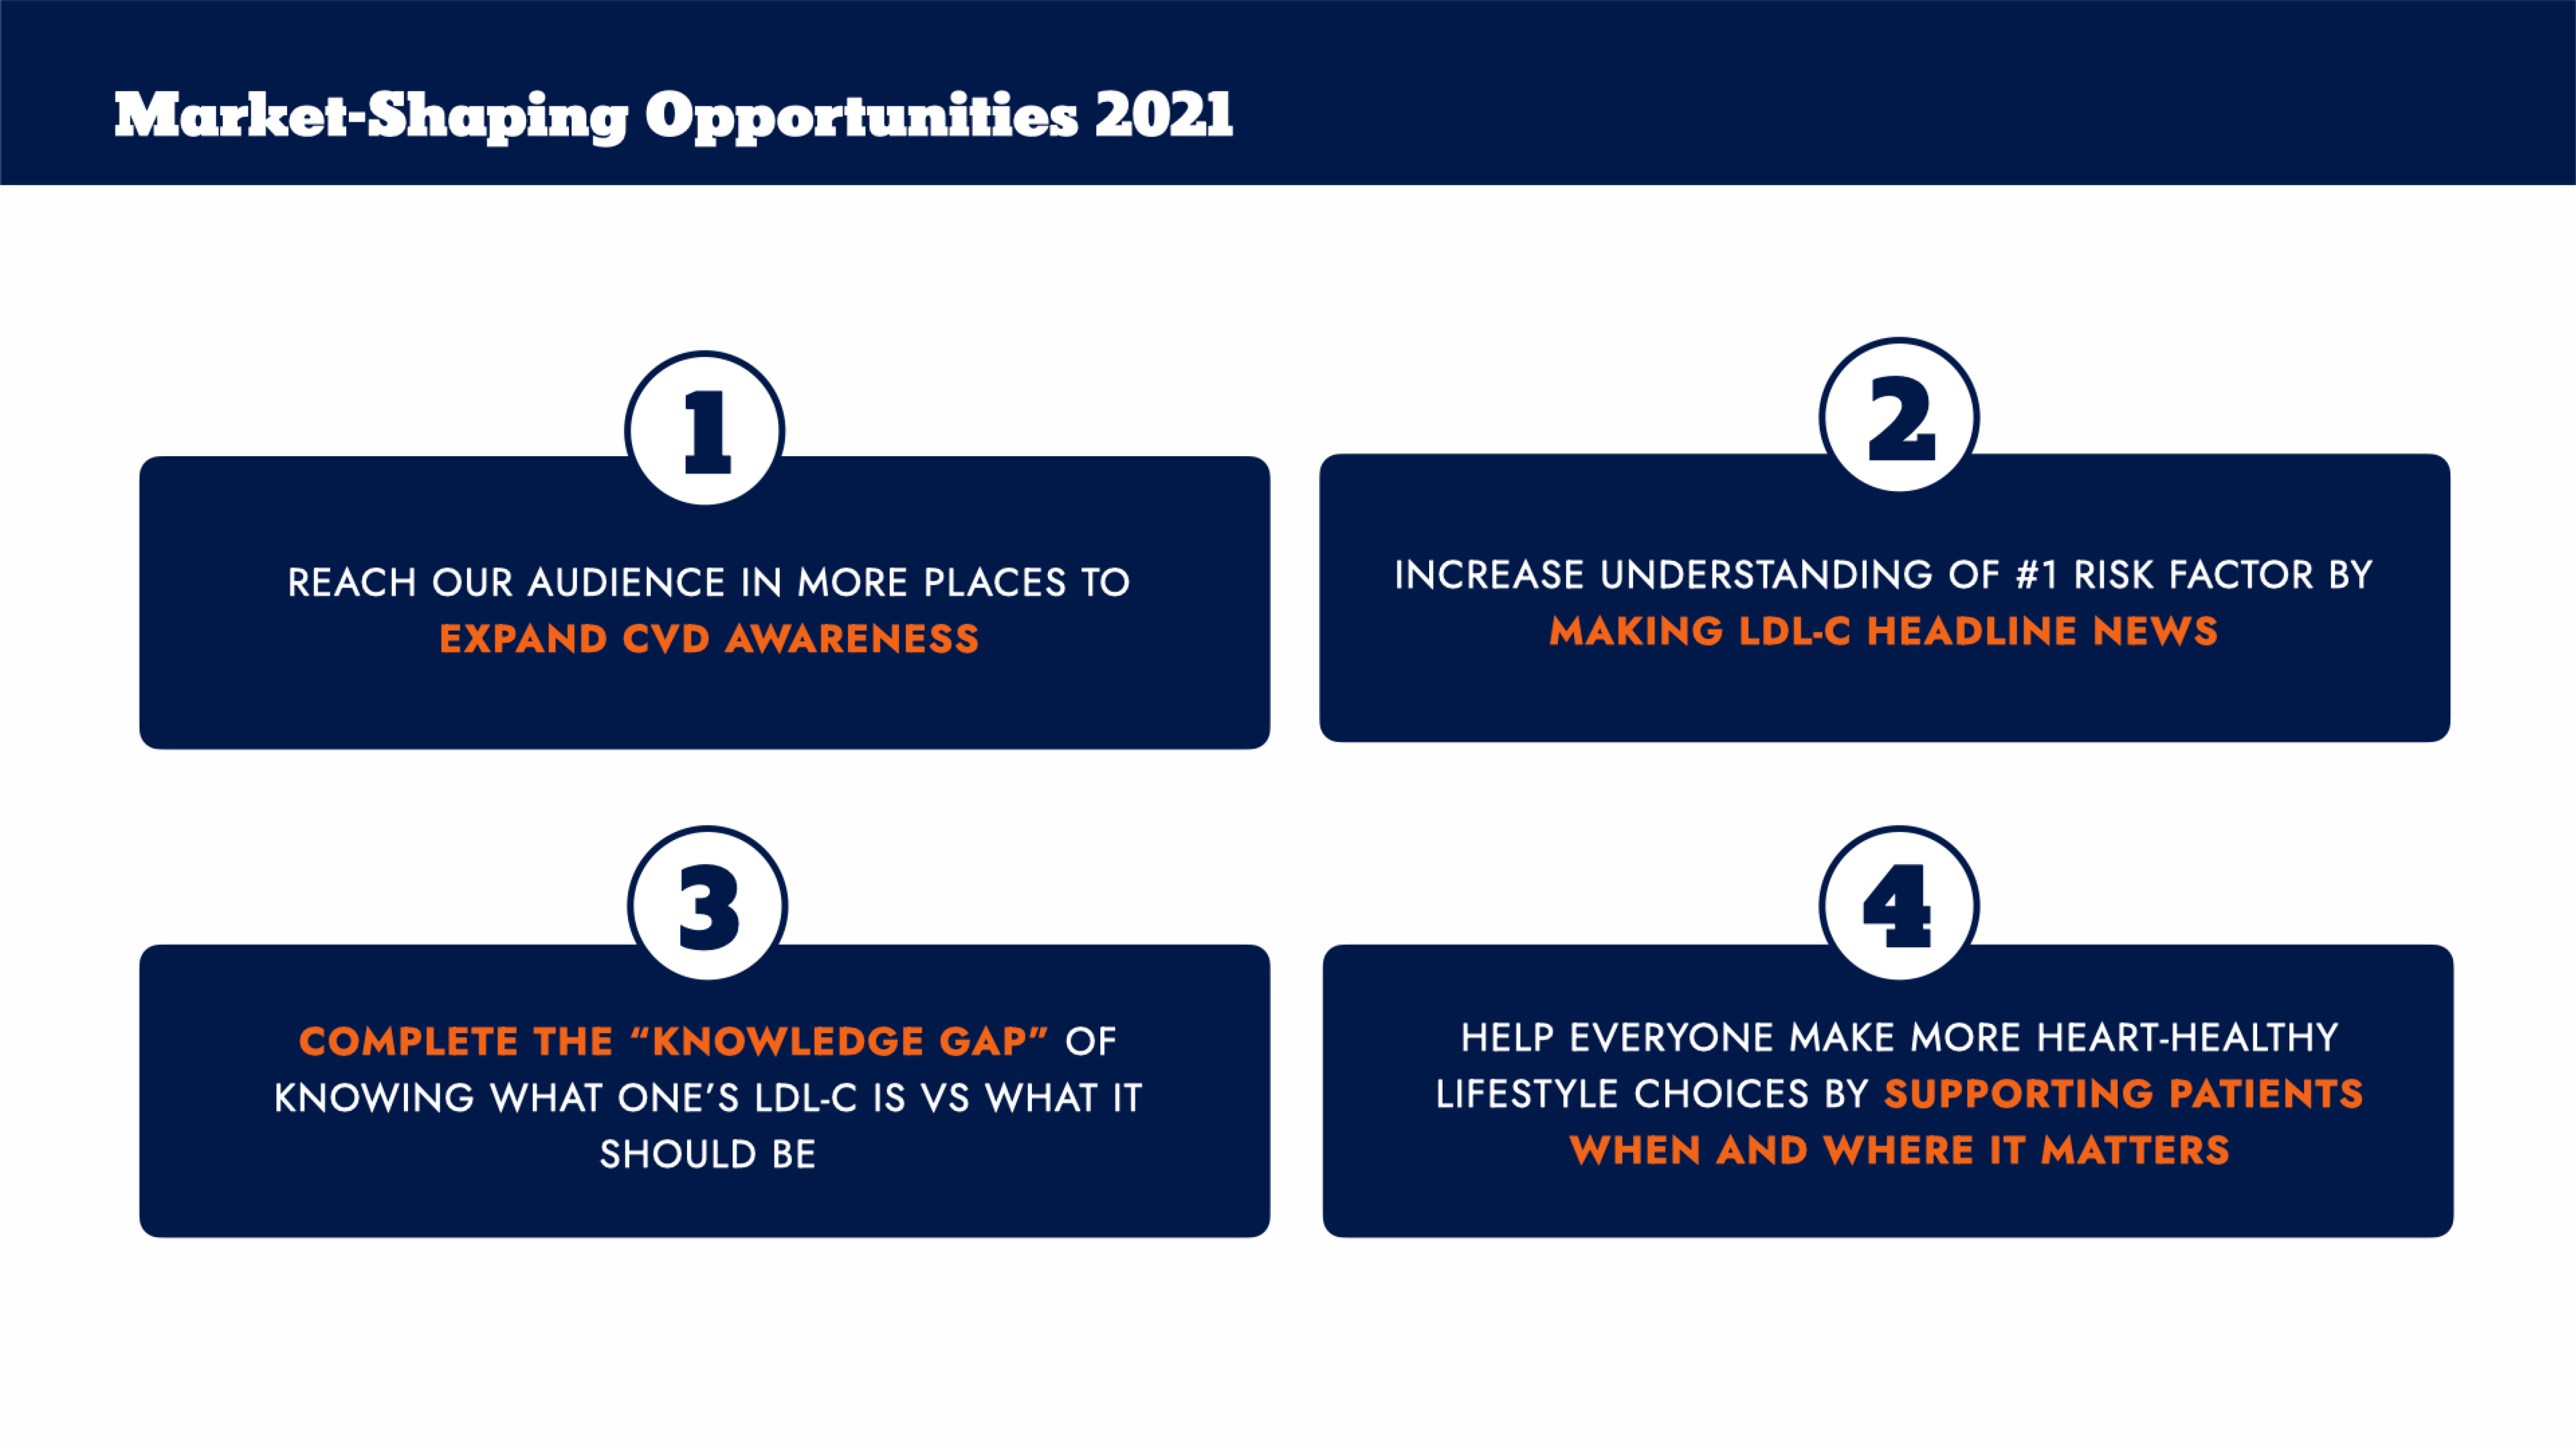 Market-Shaping Opportunities 2021
1
REACH OUR AUDIENCE IN MORE PLACES TO
EXPAND CVD AWARENESS
2
INCREASE UNDERSTANDING OF #1 RISK FACTOR BY
MAKING LDL-C HEADLINE NEWS
3
COMPLETE THE “KNOWLEDGE GAP” OF
KNOWING WHAT ONE’S LDL-C IS VS WHAT IT
SHOULD BE
4
HELP EVERYONE MAKE MORE HEART-HEALTHY
LIFESTYLE CHOICES BY SUPPORTING PATIENTS
WHEN AND WHERE IT MATTERS